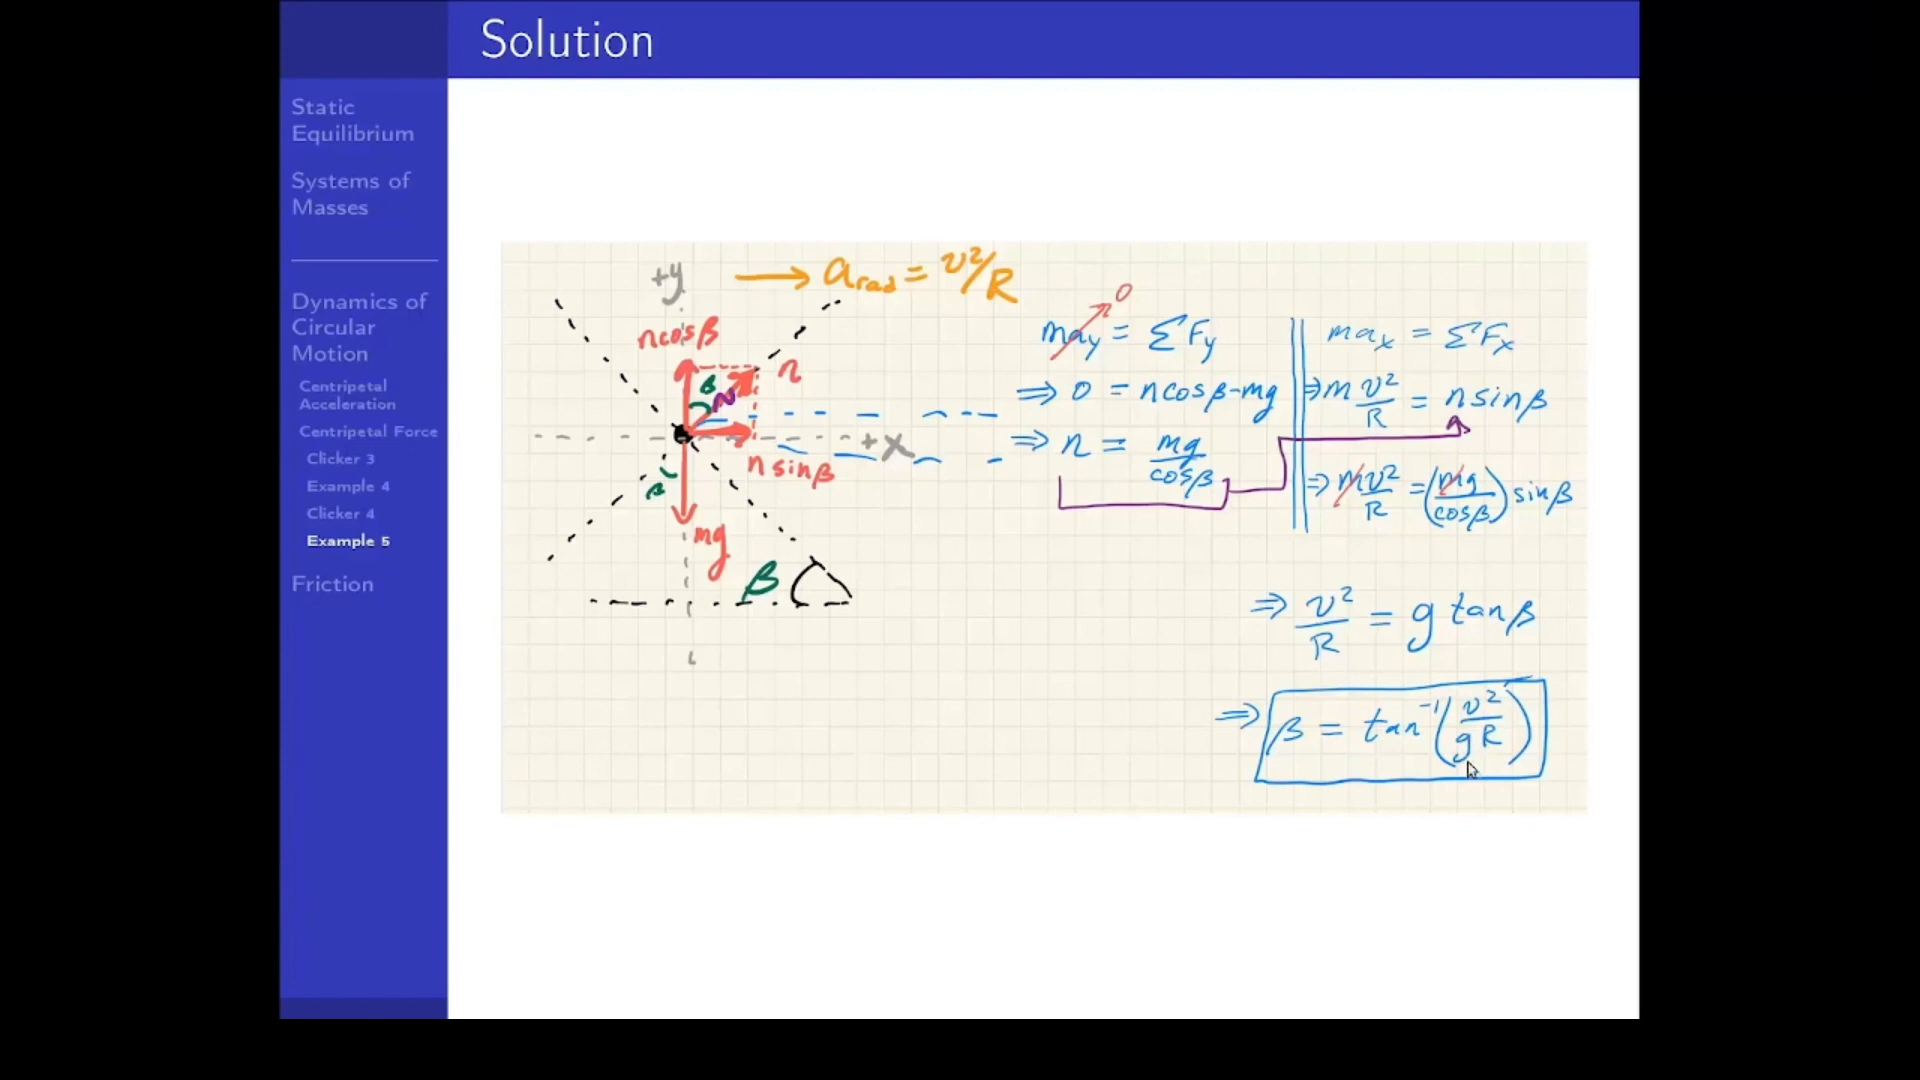 Solution
Static
Equilibrium
Systems of
Masses
Dynamics of
Circular
Motion
Centripetal
Acceleration
Centripetal Force
Clicker 3
Example 4
Clicker 4
Example 5
Friction
+y
a_rad = v²/R
n cos β
β
n
+x
n sin β
β
mg
β
0
ma_y = ΣF_y
⇒ 0 = n cos β - mg
⇒ n = mg/cos β
ma_x = ΣF_x
⇒ m v²/R = n sin β
⇒ m v²/R = (mg/cos β) sin β
⇒ v²/R = g tan β
⇒ β = tan⁻¹(v²/gR)